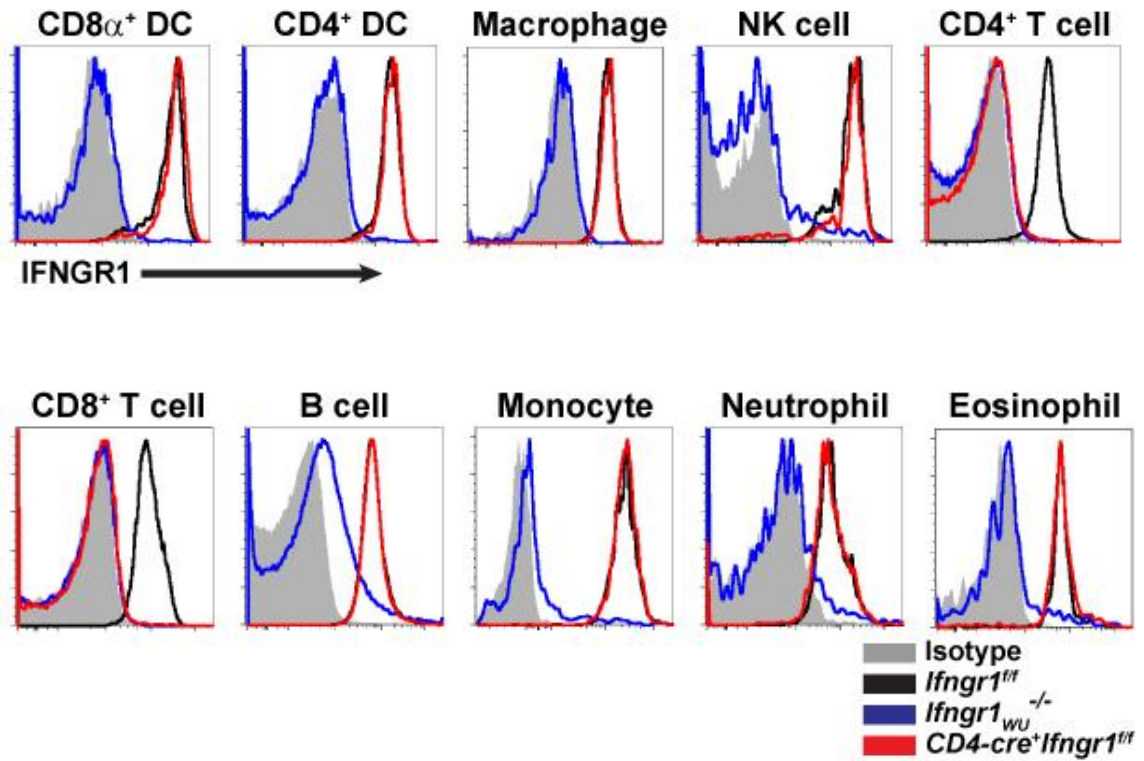 CD8α⁺ DC CD4⁺ DC Macrophage NK cell CD4⁺ T cell
IFNGR1
CD8⁺ T cell B cell Monocyte Neutrophil Eosinophil
Isotype
Ifngr1ᶠ/ᶠ
Ifngr1WU⁻/⁻
CD4-cre⁺Ifngr1ᶠ/ᶠ